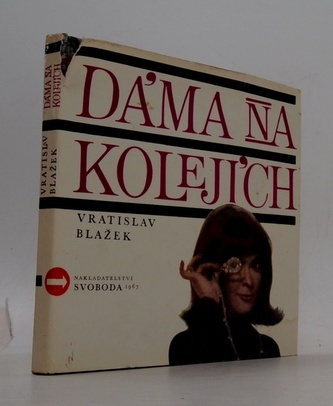 DÁMA NA
KOLEJÍCH
VRATISLAV
BLAŽEK
NAKLADATELSTVÍ
SVOBODA 1967
DÁMA NA
KOLEJÍCH
VRATISLAV
BLAŽEK